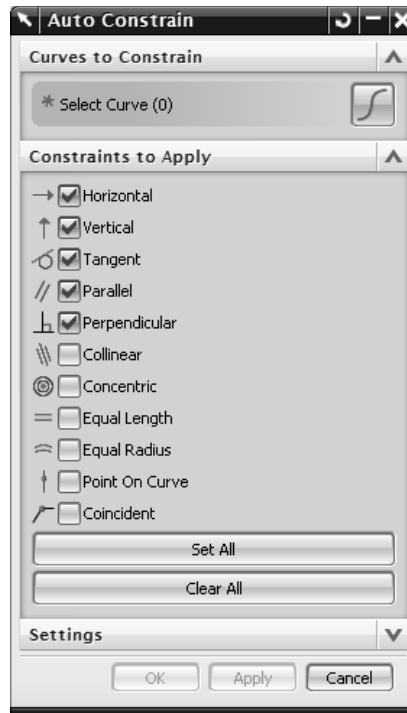 Auto Constrain
Curves to Constrain
* Select Curve (0)
Constraints to Apply
Horizontal
Vertical
Tangent
Parallel
Perpendicular
Collinear
Concentric
Equal Length
Equal Radius
Point On Curve
Coincident
Set All
Clear All
Settings
OK Apply Cancel